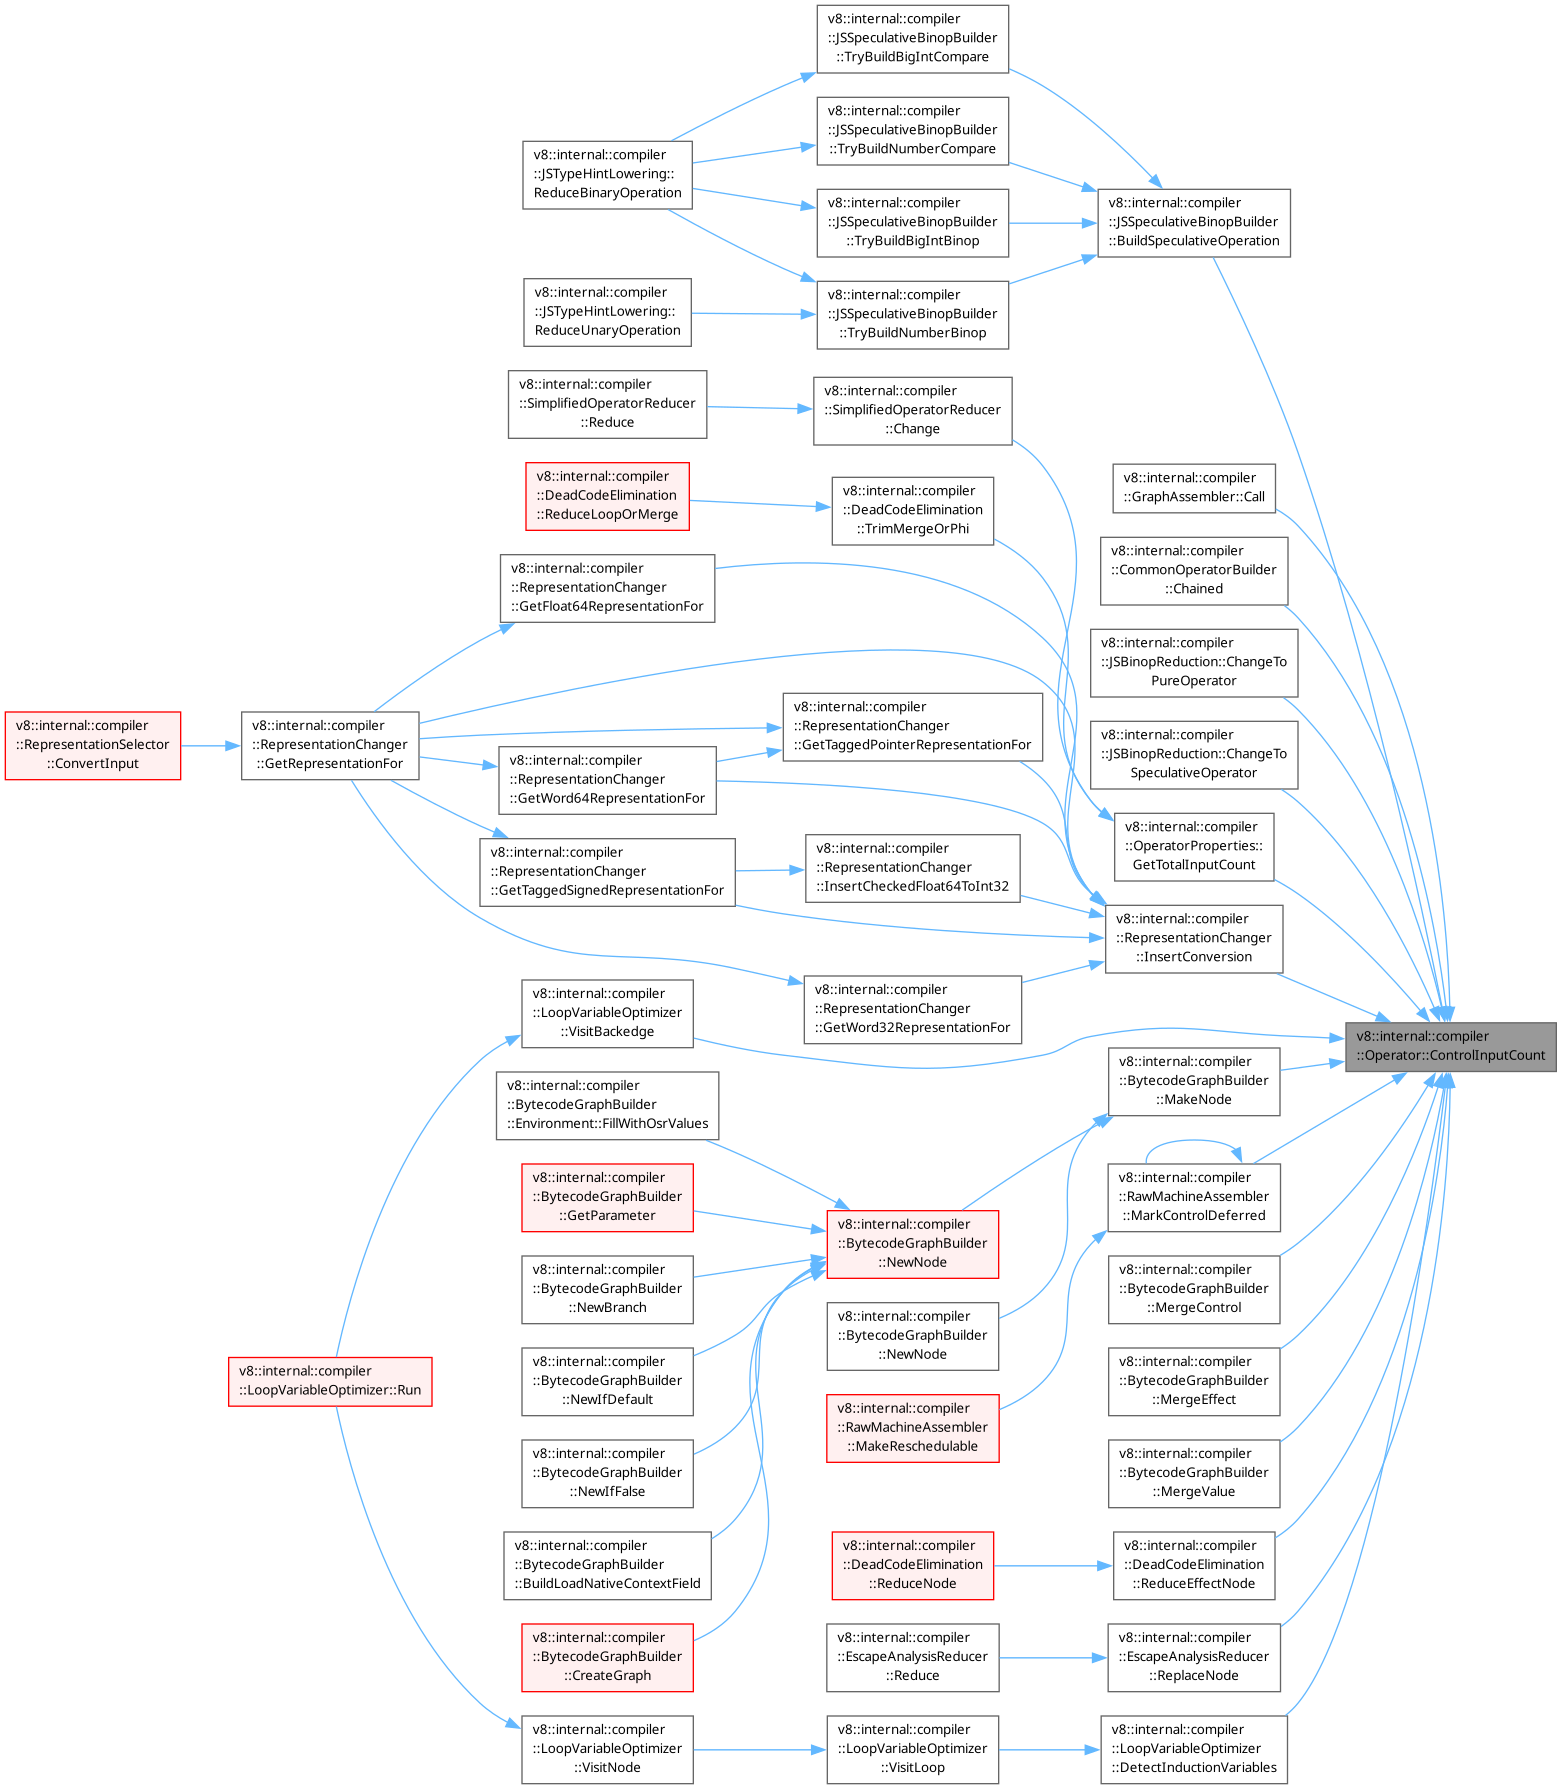 v8::internal::compiler
::JSSpeculativeBinopBuilder
::TryBuildBigIntCompare
v8::internal::compiler
::JSSpeculativeBinopBuilder
::TryBuildNumberCompare
v8::internal::compiler
::JSTypeHintLowering::
ReduceBinaryOperation
v8::internal::compiler
::JSSpeculativeBinopBuilder
::TryBuildBigIntBinop
v8::internal::compiler
::JSSpeculativeBinopBuilder
::BuildSpeculativeOperation
v8::internal::compiler
::JSTypeHintLowering::
ReduceUnaryOperation
v8::internal::compiler
::JSSpeculativeBinopBuilder
::TryBuildNumberBinop
v8::internal::compiler
::SimplifiedOperatorReducer
::Reduce
v8::internal::compiler
::SimplifiedOperatorReducer
::Change
v8::internal::compiler
::DeadCodeElimination
::ReduceLoopOrMerge
v8::internal::compiler
::DeadCodeElimination
::TrimMergeOrPhi
v8::internal::compiler
::GraphAssembler::Call
v8::internal::compiler
::CommonOperatorBuilder
::Chained
v8::internal::compiler
::RepresentationChanger
::GetFloat64RepresentationFor
v8::internal::compiler
::JSBinopReduction::ChangeTo
PureOperator
v8::internal::compiler
::RepresentationSelector
::ConvertInput
v8::internal::compiler
::RepresentationChanger
::GetRepresentationFor
v8::internal::compiler
::RepresentationChanger
::GetTaggedPointerRepresentationFor
v8::internal::compiler
::JSBinopReduction::ChangeTo
SpeculativeOperator
v8::internal::compiler
::RepresentationChanger
::GetWord64RepresentationFor
v8::internal::compiler
::OperatorProperties::
GetTotalInputCount
v8::internal::compiler
::RepresentationChanger
::GetTaggedSignedRepresentationFor
v8::internal::compiler
::RepresentationChanger
::InsertCheckedFloat64ToInt32
v8::internal::compiler
::RepresentationChanger
::InsertConversion
v8::internal::compiler
::LoopVariableOptimizer
::VisitBackedge
v8::internal::compiler
::RepresentationChanger
::GetWord32RepresentationFor
v8::internal::compiler
::Operator::ControlInputCount
v8::internal::compiler
::BytecodeGraphBuilder
::MakeNode
v8::internal::compiler
::BytecodeGraphBuilder
::Environment::FillWithOsrValues
v8::internal::compiler
::BytecodeGraphBuilder
::GetParameter
v8::internal::compiler
::RawMachineAssembler
::MarkControlDeferred
v8::internal::compiler
::BytecodeGraphBuilder
::NewNode
v8::internal::compiler
::BytecodeGraphBuilder
::NewBranch
v8::internal::compiler
::BytecodeGraphBuilder
::MergeControl
v8::internal::compiler
::BytecodeGraphBuilder
::NewNode
v8::internal::compiler
::BytecodeGraphBuilder
::NewIfDefault
v8::internal::compiler
::BytecodeGraphBuilder
::MergeEffect
v8::internal::compiler
::LoopVariableOptimizer::Run
v8::internal::compiler
::RawMachineAssembler
::MakeReschedulable
v8::internal::compiler
::BytecodeGraphBuilder
::NewIfFalse
v8::internal::compiler
::BytecodeGraphBuilder
::MergeValue
v8::internal::compiler
::BytecodeGraphBuilder
::BuildLoadNativeContextField
v8::internal::compiler
::DeadCodeElimination
::ReduceNode
v8::internal::compiler
::DeadCodeElimination
::ReduceEffectNode
v8::internal::compiler
::BytecodeGraphBuilder
::CreateGraph
v8::internal::compiler
::EscapeAnalysisReducer
::Reduce
v8::internal::compiler
::EscapeAnalysisReducer
::ReplaceNode
v8::internal::compiler
::LoopVariableOptimizer
::VisitNode
v8::internal::compiler
::LoopVariableOptimizer
::VisitLoop
v8::internal::compiler
::LoopVariableOptimizer
::DetectInductionVariables